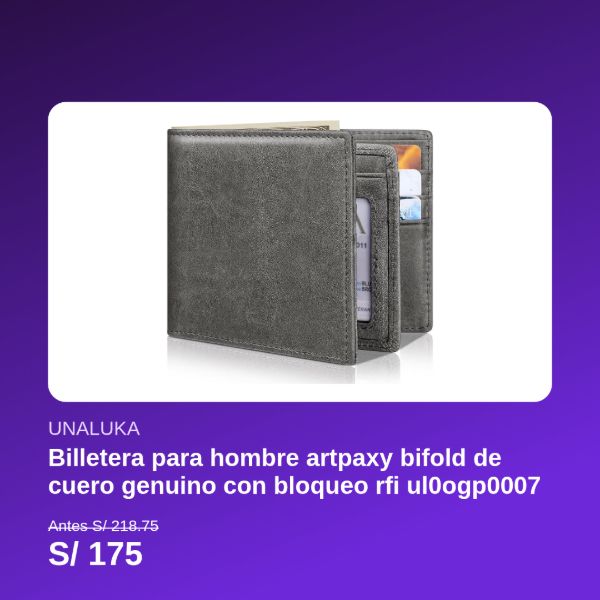 UNALUKA
Billetera para hombre artpaxy bifold de
cuero genuino con bloqueo rfi ul0ogp0007
Antes S/ 218.75
S/ 175